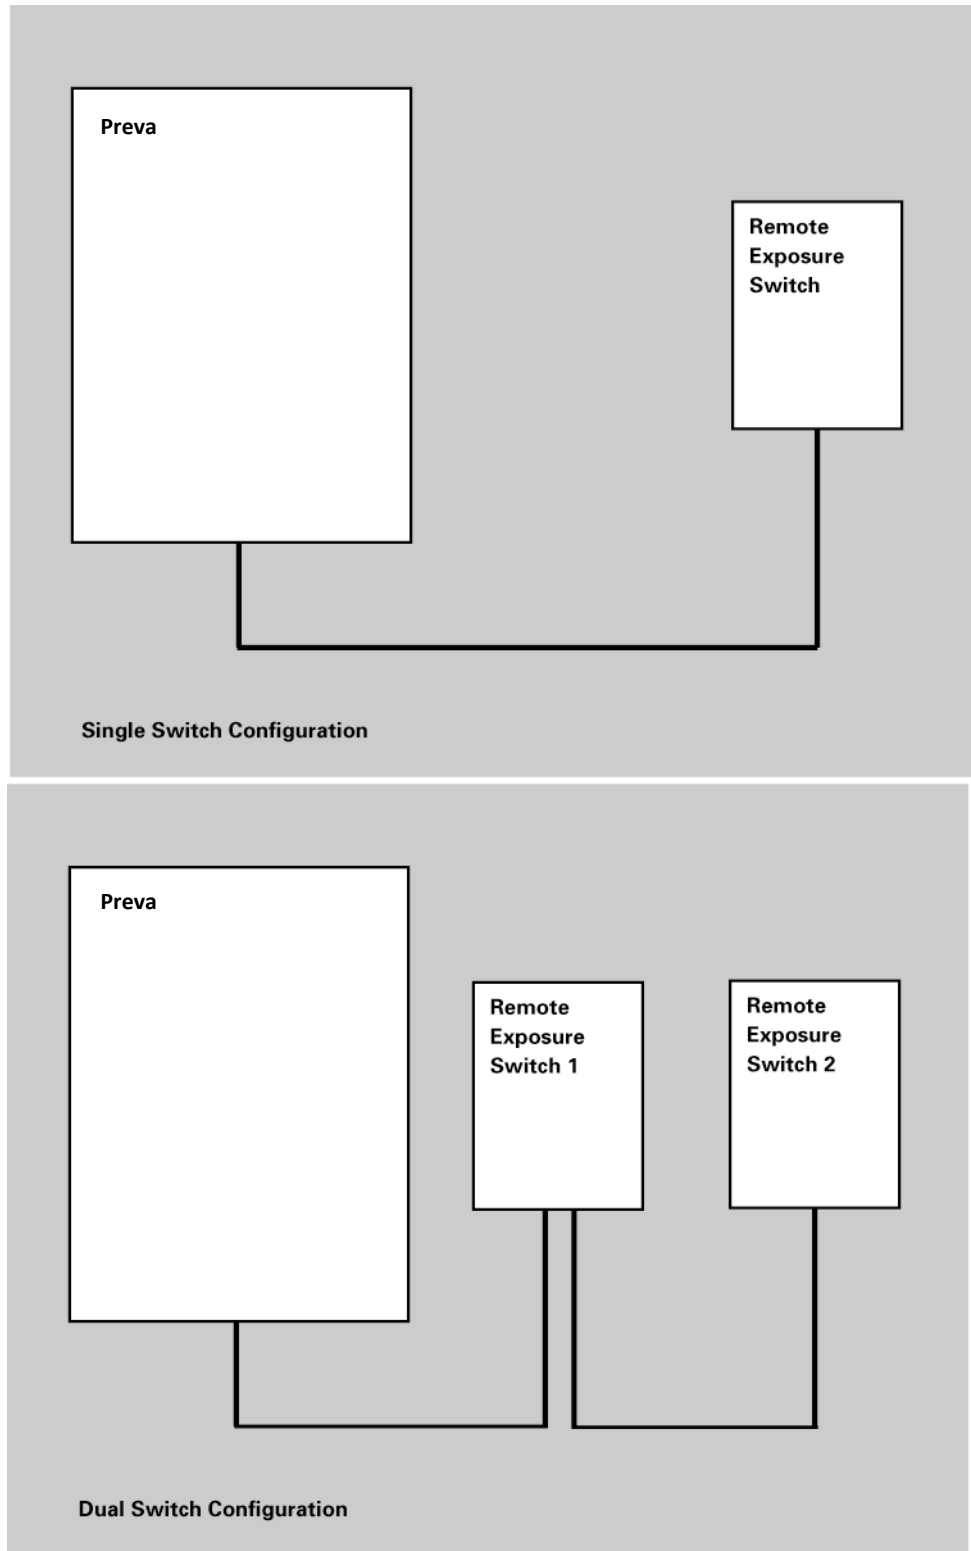 Preva
Remote
Exposure
Switch
Single Switch Configuration
Preva
Remote
Exposure
Switch 1
Remote
Exposure
Switch 2
Dual Switch Configuration